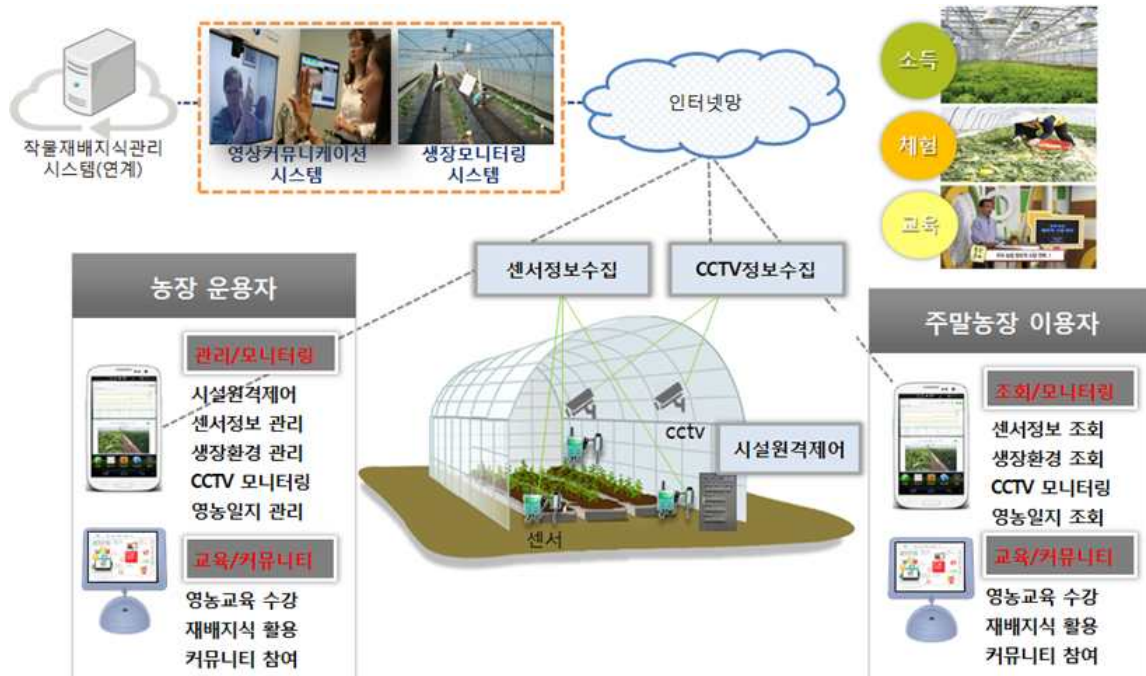 작물재배지식관리
시스템(연계)
영상커뮤니케이션
시스템
생장모니터링
시스템
인터넷망
소득
체험
교육
센서정보수집
CCTV정보수집
농장 운용자
관리/모니터링
시설원격제어
센서정보 관리
생장환경 관리
CCTV 모니터링
영농일지 관리
교육/커뮤니티
영농교육 수강
재배지식 활용
커뮤니티 참여
cctv
시설원격제어
센서
주말농장 이용자
조회/모니터링
센서정보 조회
생장환경 조회
CCTV 모니터링
영농일지 조회
교육/커뮤니티
영농교육 수강
재배지식 활용
커뮤니티 참여